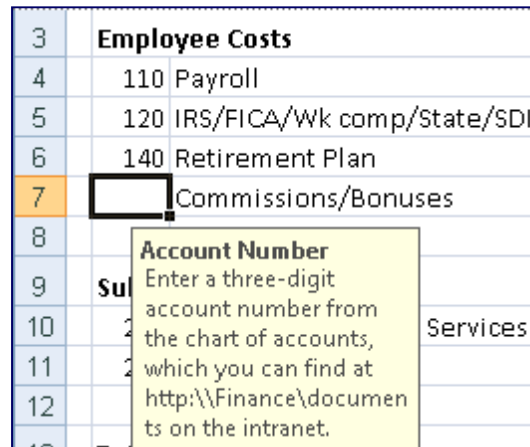 3 Employee Costs
4 110 Payroll
5 120 IRS/FICA/Wk comp/State/SDI
6 140 Retirement Plan
7 Commissions/Bonuses
8
Account Number
Enter a three-digit
account number from
the chart of accounts,
which you can find at
http:\\Finance\documen
ts on the intranet.
9
10 Services
11
12